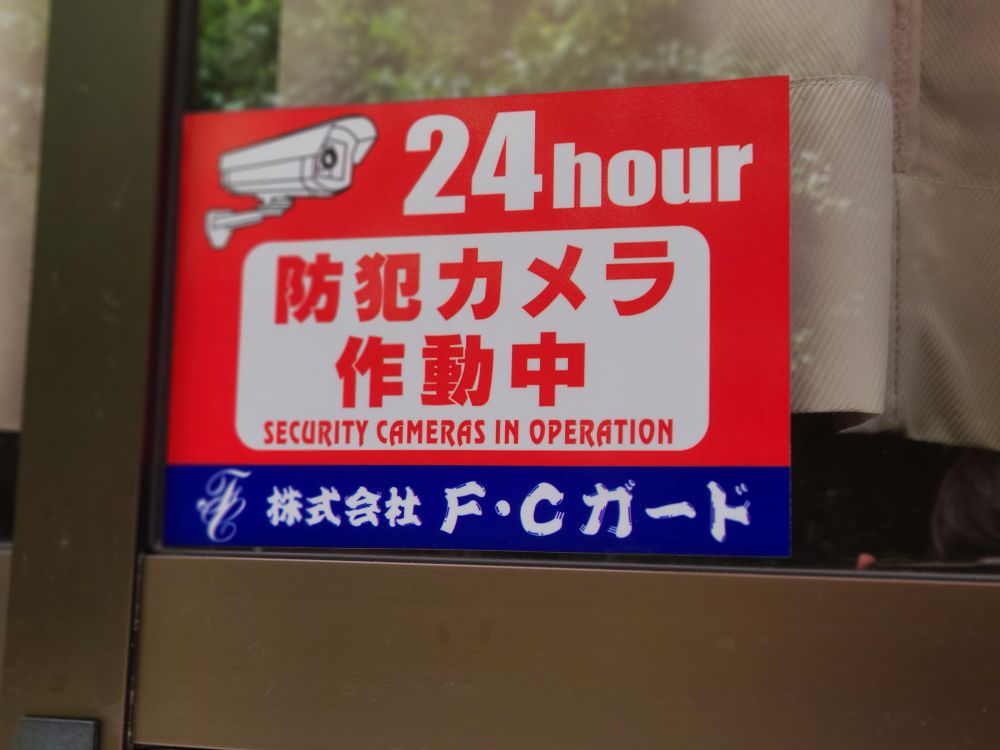 24hour
防犯カメラ
作動中
SECURITY CAMERAS IN OPERATION
株式会社 F・Cガード